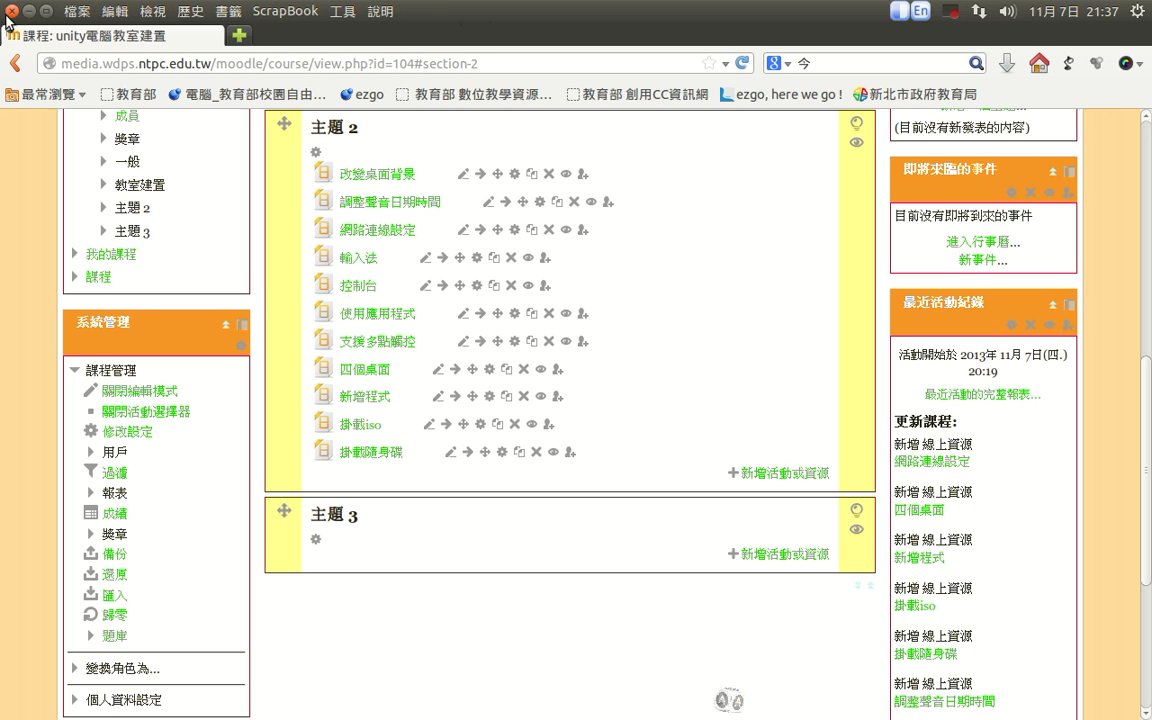 檔案 編輯 檢視 歷史 書籤 ScrapBook 工具 說明
En
11月 7日 21:37
課程: unity電腦教室建置
media.wdps.ntpc.edu.tw/moodle/course/view.php?id=104#section-2
今
最常瀏覽 教育部 電腦_教育部校園自由... ezgo 教育部 數位教學資源... 教育部 創用CC資訊網 ezgo, here we go ! 新北市政府教育局
成員
獎章
一般
教室建置
主題 2
主題 3
我的課程
課程
系統管理
課程管理
關閉編輯模式
關閉活動選擇器
修改設定
用戶
過濾
報表
成績
獎章
備份
還原
匯入
歸零
題庫
變換角色為...
個人資料設定
主題 2
改變桌面背景
調整聲音日期時間
網路連線設定
輸入法
控制台
使用應用程式
支援多點觸控
四個桌面
新增程式
掛載iso
掛載隨身碟
新增活動或資源
主題 3
新增活動或資源
(目前沒有新發表的內容)
即將來臨的事件
目前沒有即將到來的事件
進入行事曆...
新事件...
最近活動紀錄
活動開始於 2013年 11月 7日(四.)
20:19
最近活動的完整報表...
更新課程:
新增 線上資源
網路連線設定
新增 線上資源
四個桌面
新增 線上資源
新增程式
新增 線上資源
掛載iso
新增 線上資源
掛載隨身碟
新增 線上資源
調整聲音日期時間